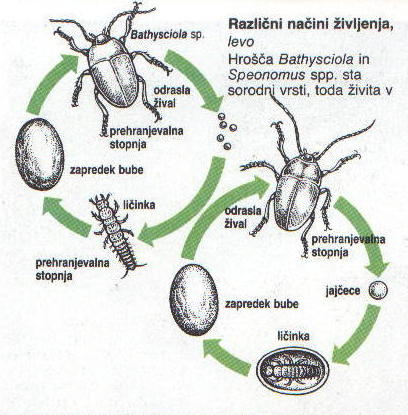 Različni načini življenja,
levo
Hrošča Bathysciola in
Speonomus spp. sta
sorodni vrsti, toda živita v
Bathysciola sp.
odrasla
žival
prehranjevalna
stopnja
zapredek bube
ličinka
prehranjevalna
stopnja
odrasla
žival
prehranjevalna
stopnja
jajčece
zapredek bube
ličinka